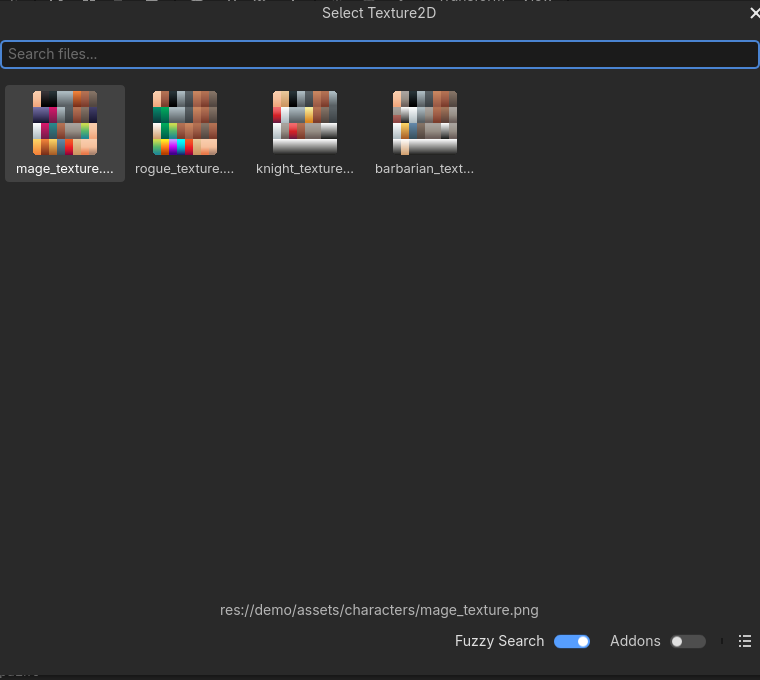 Select Texture2D
Search files...
mage_texture....
rogue_texture....
knight_texture...
barbarian_text...
res://demo/assets/characters/mage_texture.png
Fuzzy Search
Addons